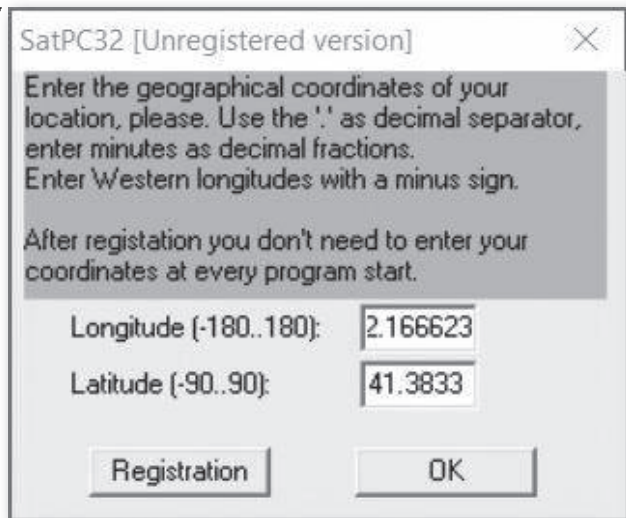 SatPC32 [Unregistered version]
Enter the geographical coordinates of your
location, please. Use the '.' as decimal separator,
enter minutes as decimal fractions.
Enter Western longitudes with a minus sign.
After registation you don't need to enter your
coordinates at every program start.
Longitude (-180..180): 2.166623
Latitude (-90..90): 41.3833
Registration OK